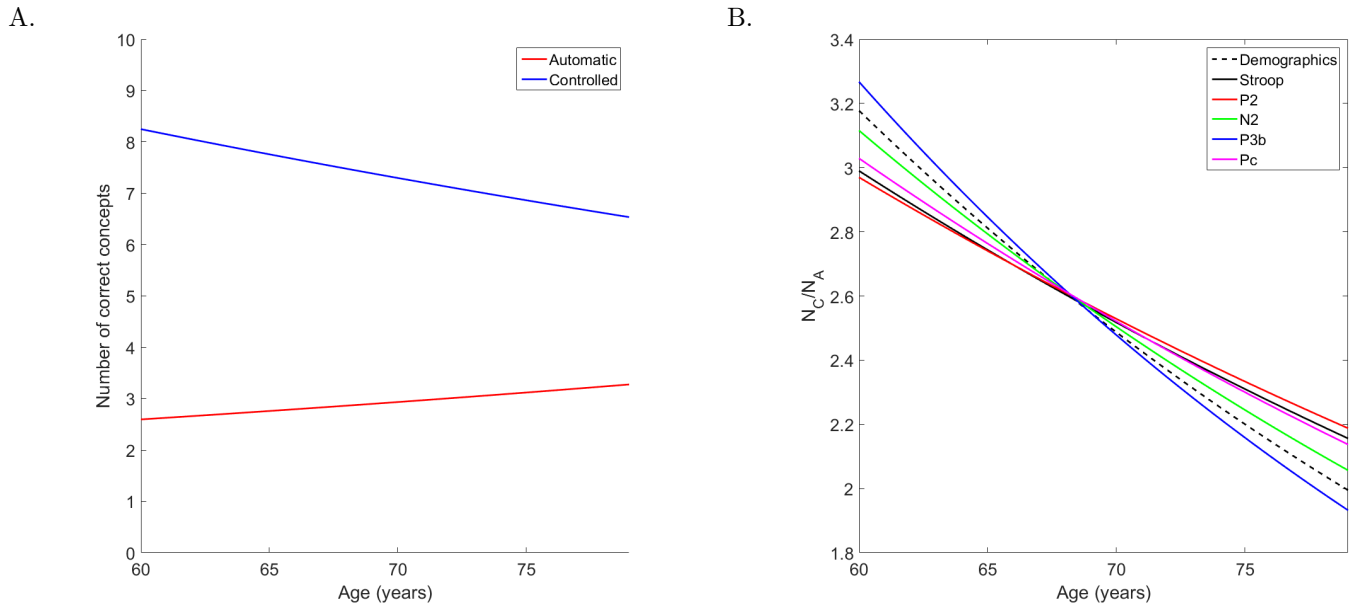 A.
10
9
8
7
6
5
4
3
2
1
0
60
65
70
75
Number of correct concepts
Age (years)
Automatic
Controlled
B.
3.4
3.2
3
2.8
2.6
2.4
2.2
2
1.8
60
65
70
75
N_C/N_A
Age (years)
Demographics
Stroop
P2
N2
P3b
Pc